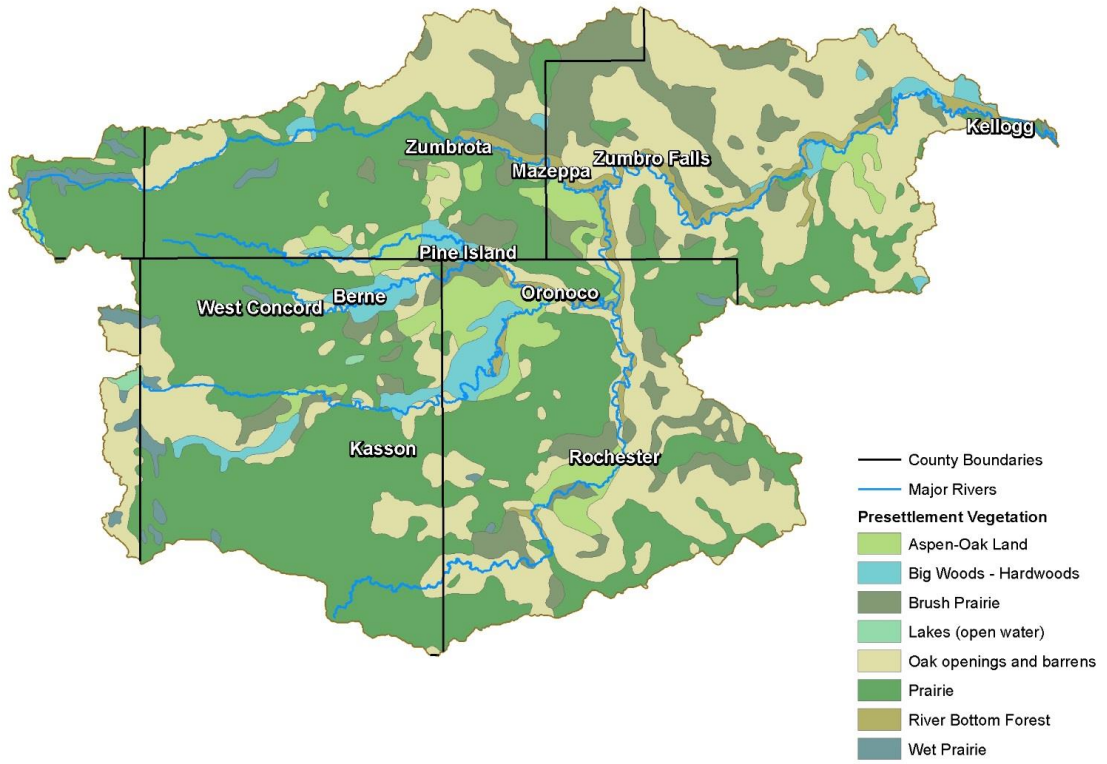 Kellogg
Zumbrota
Mazeppa
Zumbro Falls
Pine Island
West Concord
Berne
Oronoco
Kasson
Rochester
County Boundaries
Major Rivers
Presettlement Vegetation
Aspen-Oak Land
Big Woods - Hardwoods
Brush Prairie
Lakes (open water)
Oak openings and barrens
Prairie
River Bottom Forest
Wet Prairie